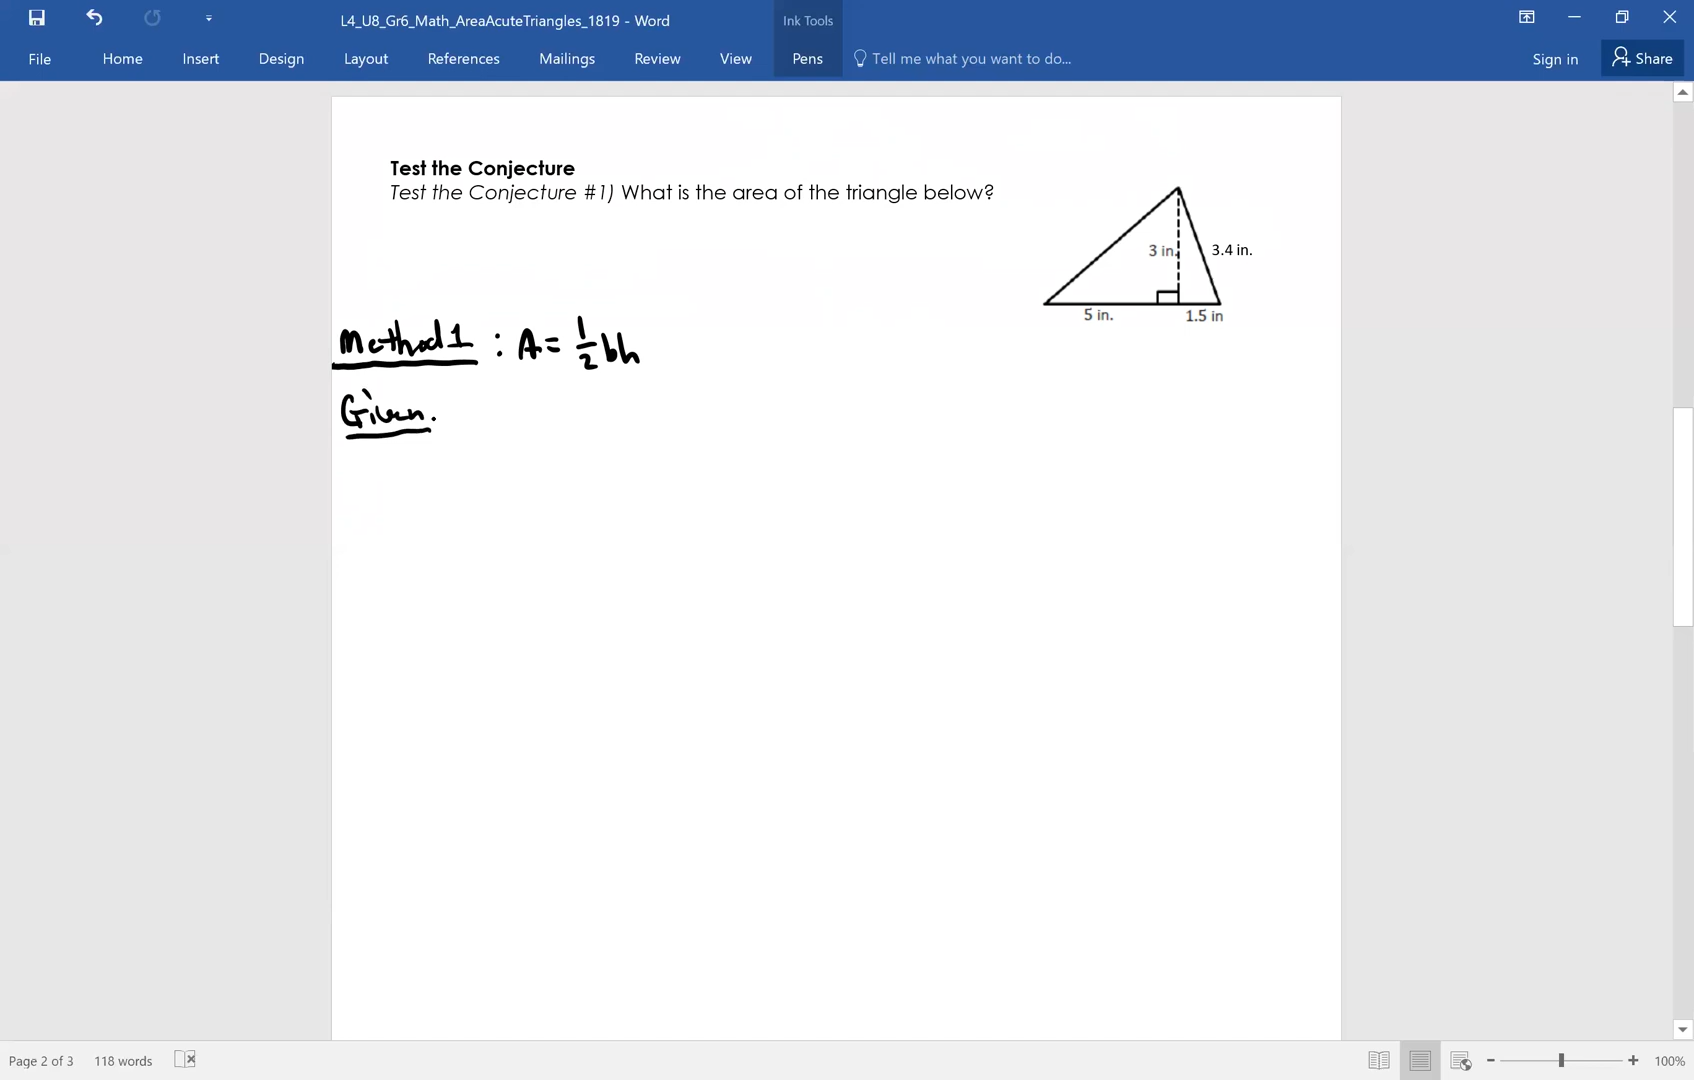 L4_U8_Gr6_Math_AreaAcuteTriangles_1819 - Word
Ink Tools
File Home Insert Design Layout References Mailings Review View Pens Tell me what you want to do... Sign in Share
Test the Conjecture
Test the Conjecture #1) What is the area of the triangle below?
3 in.
3.4 in.
5 in.
1.5 in
Method 1 : A = 1/2 bh
Given.
Page 2 of 3 118 words 100%